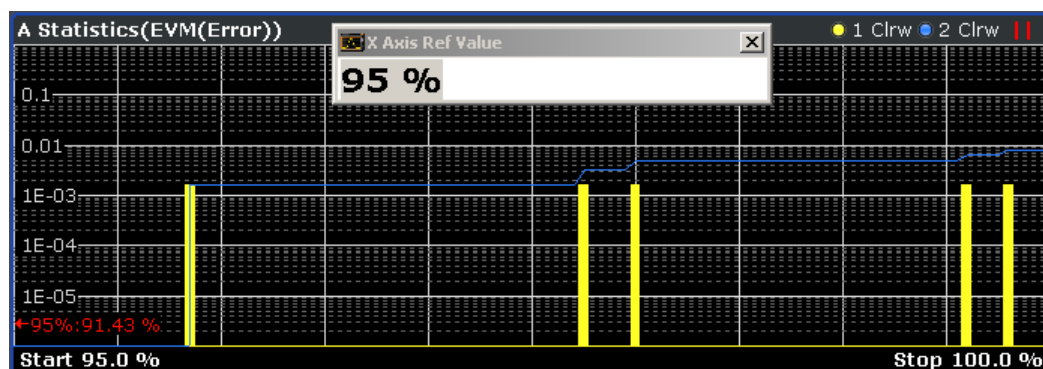 A Statistics(EVM(Error))
X Axis Ref Value
95 %
1 Clrw 2 Clrw
0.1
0.01
1E-03
1E-04
1E-05
95%:91.43 %
Start 95.0 %
Stop 100.0 %